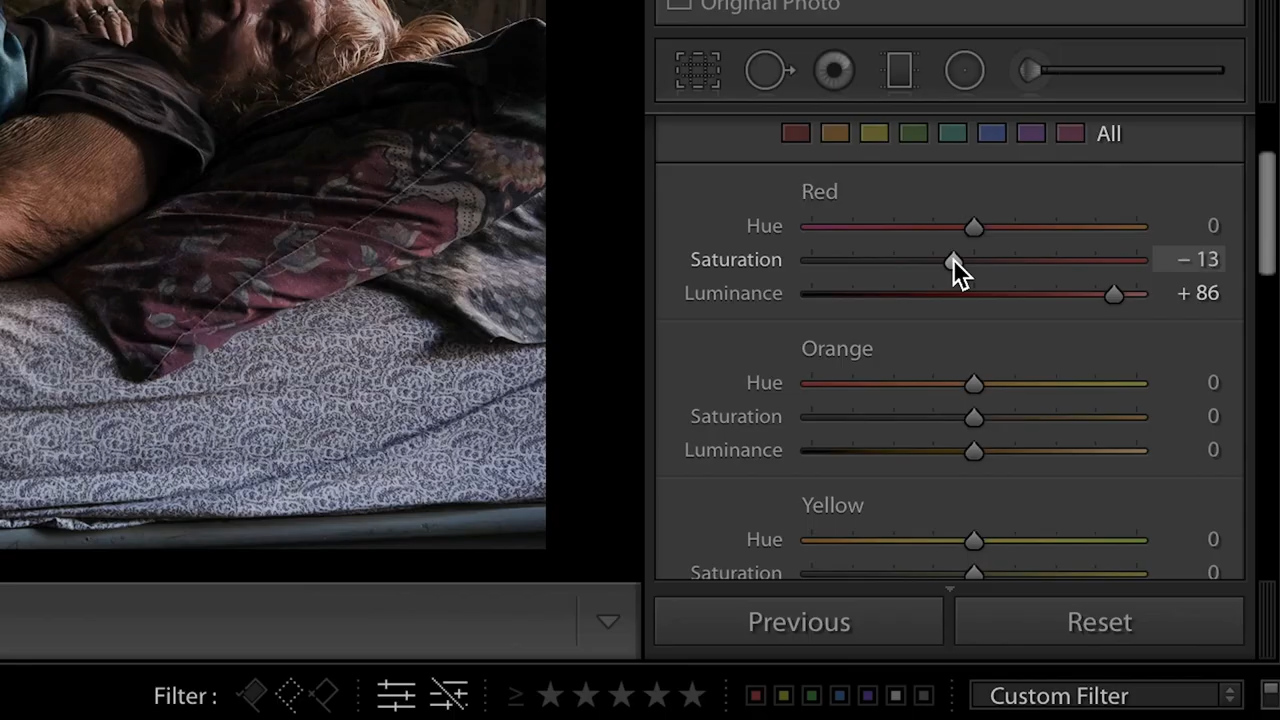 Original Photo
All
Red
Hue 0
Saturation – 13
Luminance + 86
Orange
Hue 0
Saturation 0
Luminance 0
Yellow
Hue 0
Saturation 0
Previous Reset
Filter : ≥ Custom Filter